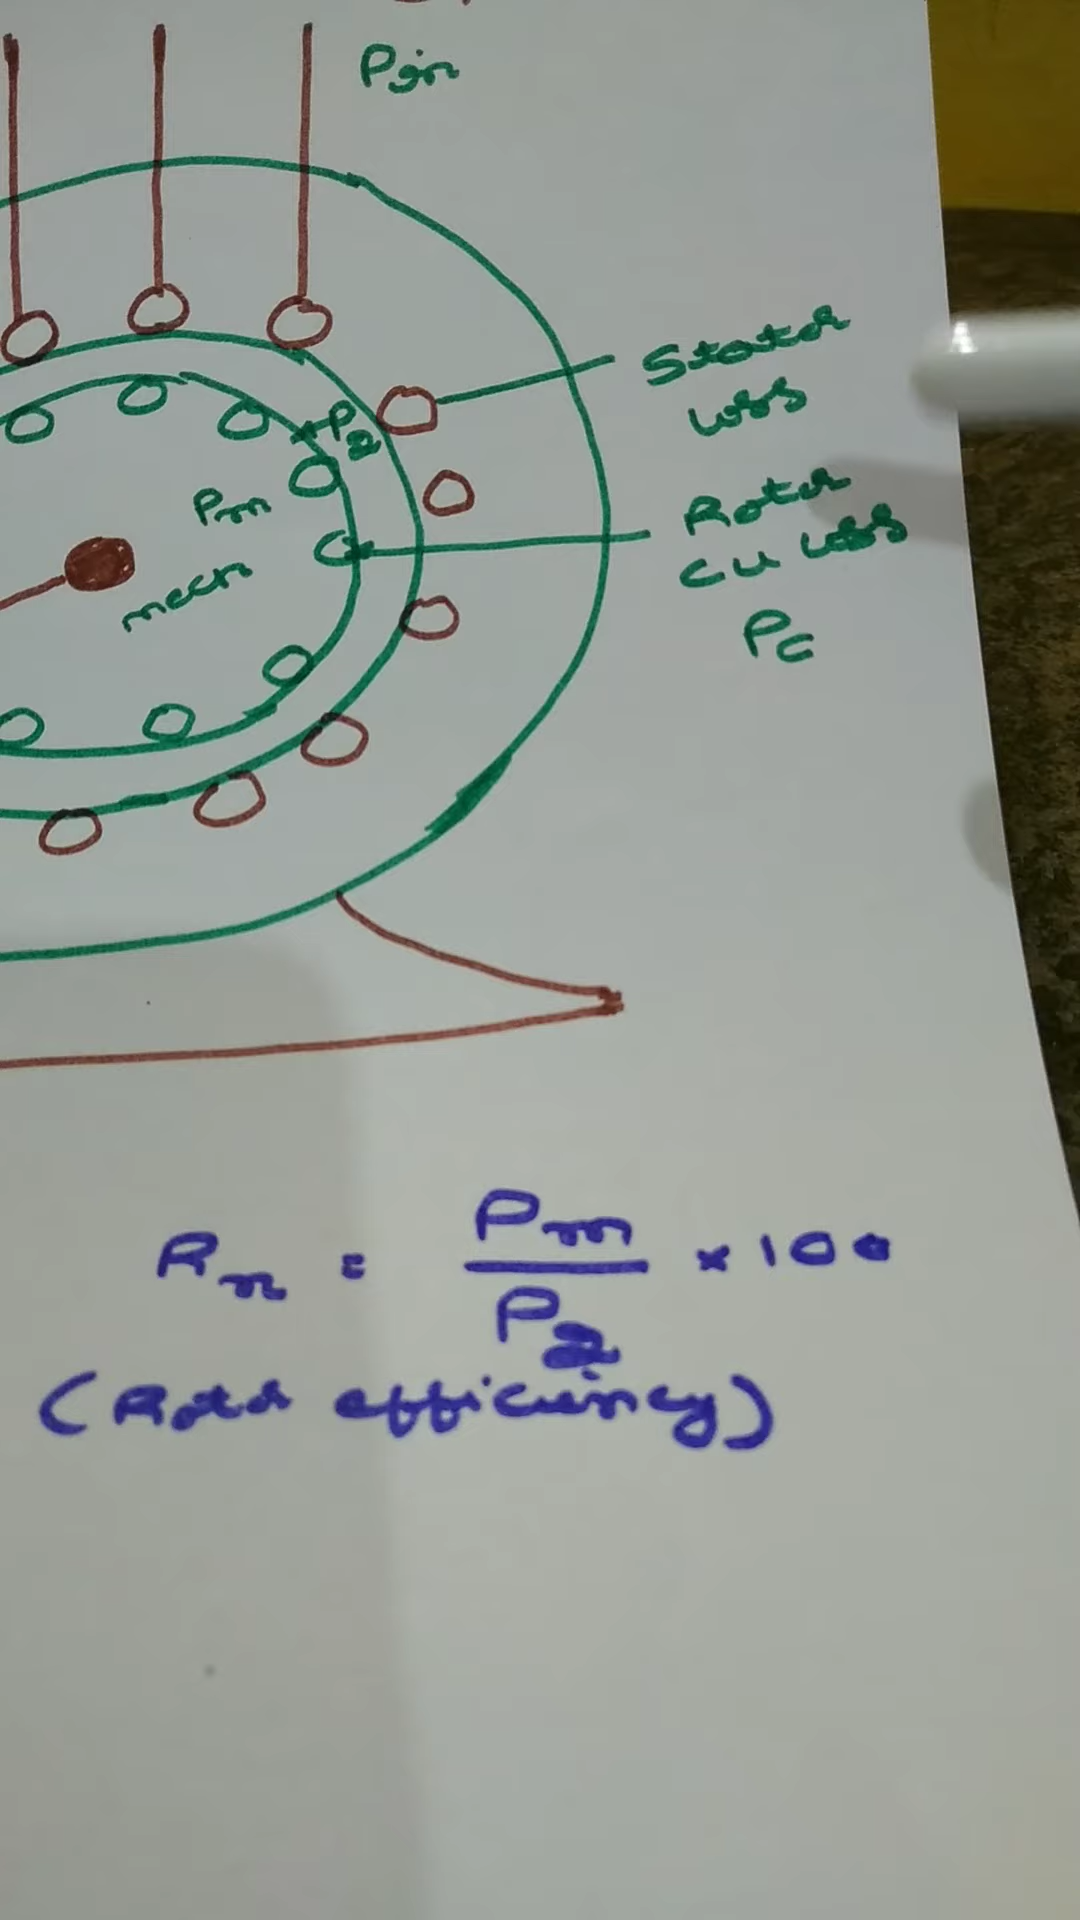 Pin
Stator
loss
P2
Pm
mech
Rotor
cu loss
Pc
Rη = Pm / P2 × 100
(Rotor efficiency)